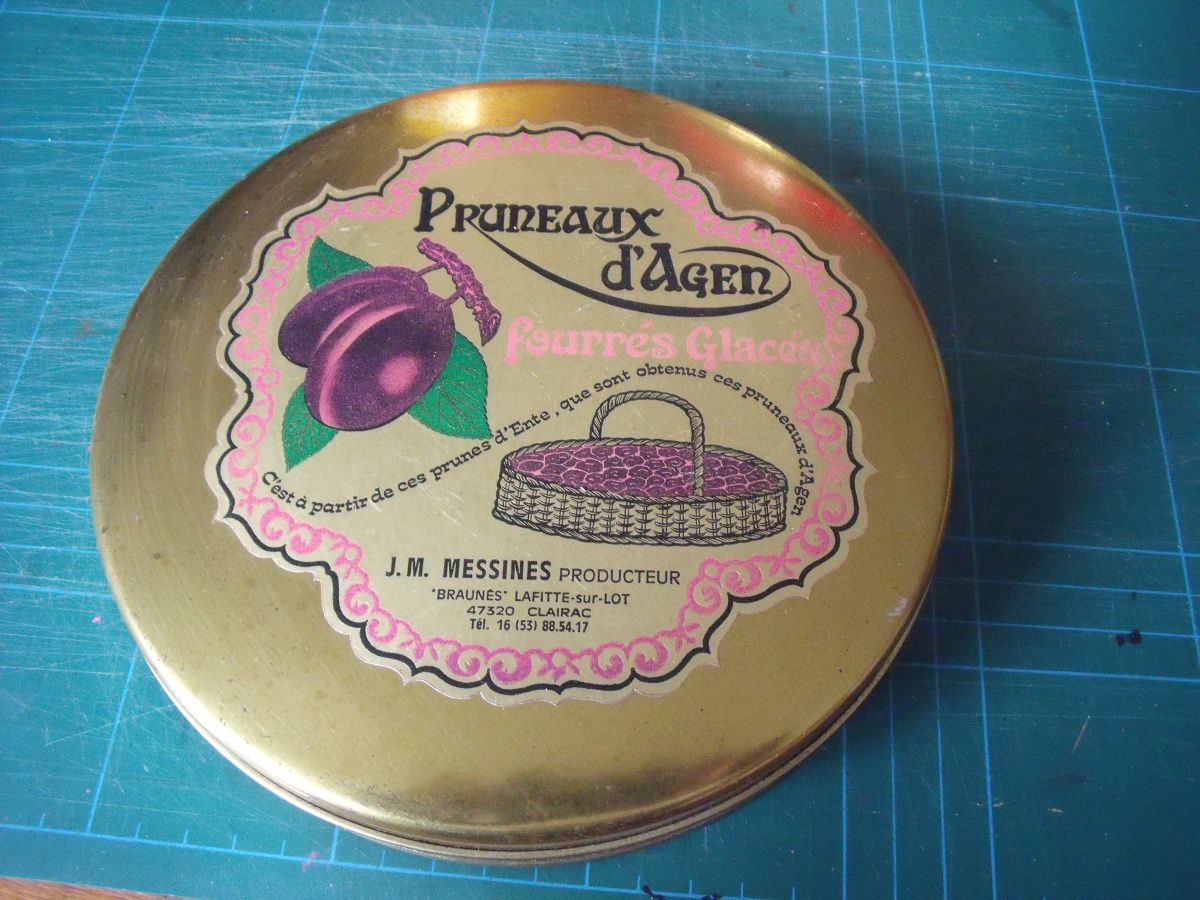 Pruneaux
d'Agen
fourrés Glacés
C'est à partir de ces prunes d'Ente, que sont obtenus ces pruneaux d'Agen
J. M. MESSINES PRODUCTEUR
"BRAUNÈS" LAFITTE-sur-LOT
47320 CLAIRAC
Tél. 16 (53) 88.54.17